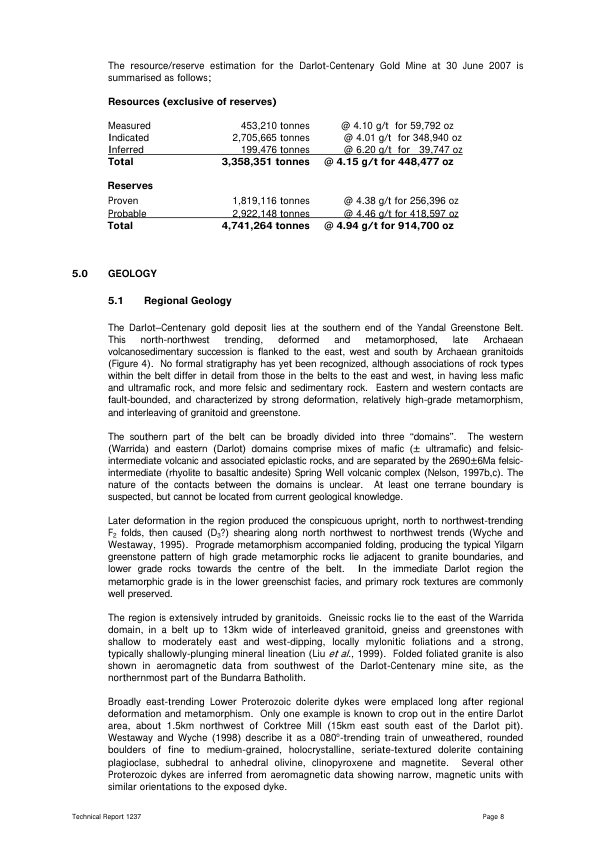 The resource/reserve estimation for the Darlot-Centenary Gold Mine at 30 June 2007 is
summarised as follows;
Resources (exclusive of reserves)
Measured 453,210 tonnes @ 4.10 g/t for 59,792 oz
Indicated 2,705,665 tonnes @ 4.01 g/t for 348,940 oz
Inferred 199,476 tonnes @ 6.20 g/t for 39,747 oz
Total 3,358,351 tonnes @ 4.15 g/t for 448,477 oz
Reserves
Proven 1,819,116 tonnes @ 4.38 g/t for 256,396 oz
Probable 2,922,148 tonnes @ 4.46 g/t for 418,597 oz
Total 4,741,264 tonnes @ 4.94 g/t for 914,700 oz
5.0 GEOLOGY
5.1 Regional Geology
The Darlot–Centenary gold deposit lies at the southern end of the Yandal Greenstone Belt.
This north-northwest trending, deformed and metamorphosed, late Archaean
volcanosedimentary succession is flanked to the east, west and south by Archaean granitoids
(Figure 4). No formal stratigraphy has yet been recognized, although associations of rock types
within the belt differ in detail from those in the belts to the east and west, in having less mafic
and ultramafic rock, and more felsic and sedimentary rock. Eastern and western contacts are
fault-bounded, and characterized by strong deformation, relatively high-grade metamorphism,
and interleaving of granitoid and greenstone.
The southern part of the belt can be broadly divided into three “domains”. The western
(Warrida) and eastern (Darlot) domains comprise mixes of mafic (± ultramafic) and felsic-
intermediate volcanic and associated epiclastic rocks, and are separated by the 2690±6Ma felsic-
intermediate (rhyolite to basaltic andesite) Spring Well volcanic complex (Nelson, 1997b,c). The
nature of the contacts between the domains is unclear. At least one terrane boundary is
suspected, but cannot be located from current geological knowledge.
Later deformation in the region produced the conspicuous upright, north to northwest-trending
F₂ folds, then caused (D₃?) shearing along north northwest to northwest trends (Wyche and
Westaway, 1995). Prograde metamorphism accompanied folding, producing the typical Yilgarn
greenstone pattern of high grade metamorphic rocks lie adjacent to granite boundaries, and
lower grade rocks towards the centre of the belt. In the immediate Darlot region the
metamorphic grade is in the lower greenschist facies, and primary rock textures are commonly
well preserved.
The region is extensively intruded by granitoids. Gneissic rocks lie to the east of the Warrida
domain, in a belt up to 13km wide of interleaved granitoid, gneiss and greenstones with
shallow to moderately east and west-dipping, locally mylonitic foliations and a strong,
typically shallowly-plunging mineral lineation (Liu et al., 1999). Folded foliated granite is also
shown in aeromagnetic data from southwest of the Darlot-Centenary mine site, as the
northernmost part of the Bundarra Batholith.
Broadly east-trending Lower Proterozoic dolerite dykes were emplaced long after regional
deformation and metamorphism. Only one example is known to crop out in the entire Darlot
area, about 1.5km northwest of Corktree Mill (15km east south east of the Darlot pit).
Westaway and Wyche (1998) describe it as a 080°-trending train of unweathered, rounded
boulders of fine to medium-grained, holocrystalline, seriate-textured dolerite containing
plagioclase, subhedral to anhedral olivine, clinopyroxene and magnetite. Several other
Proterozoic dykes are inferred from aeromagnetic data showing narrow, magnetic units with
similar orientations to the exposed dyke.
Technical Report 1237 Page 8